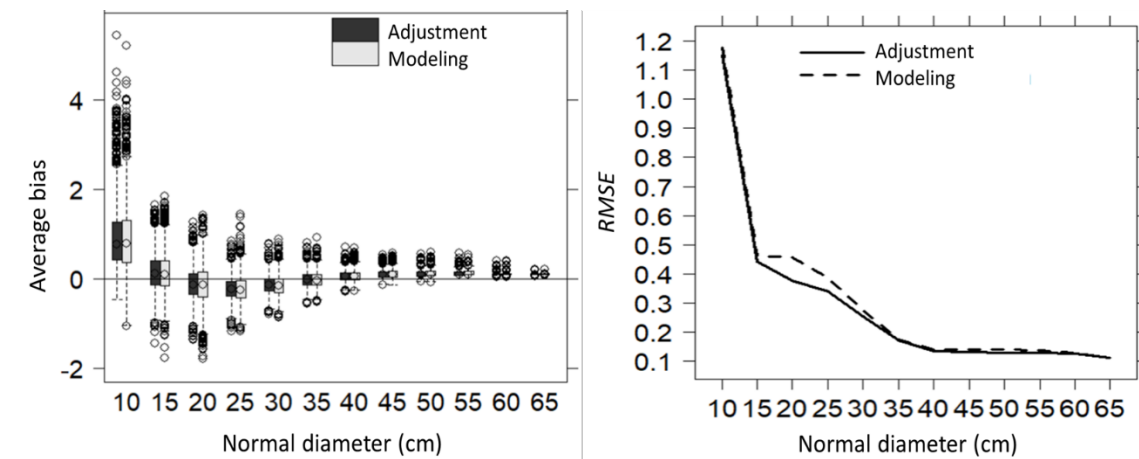 Adjustment
Modeling
4
2
0
-2
Average bias
10 15 20 25 30 35 40 45 50 55 60 65
Normal diameter (cm)
Adjustment
Modeling
1.2
1.1
1.0
0.9
0.8
0.7
0.6
0.5
0.4
0.3
0.2
0.1
RMSE
10 15 20 25 30 35 40 45 50 55 60 65
Normal diameter (cm)